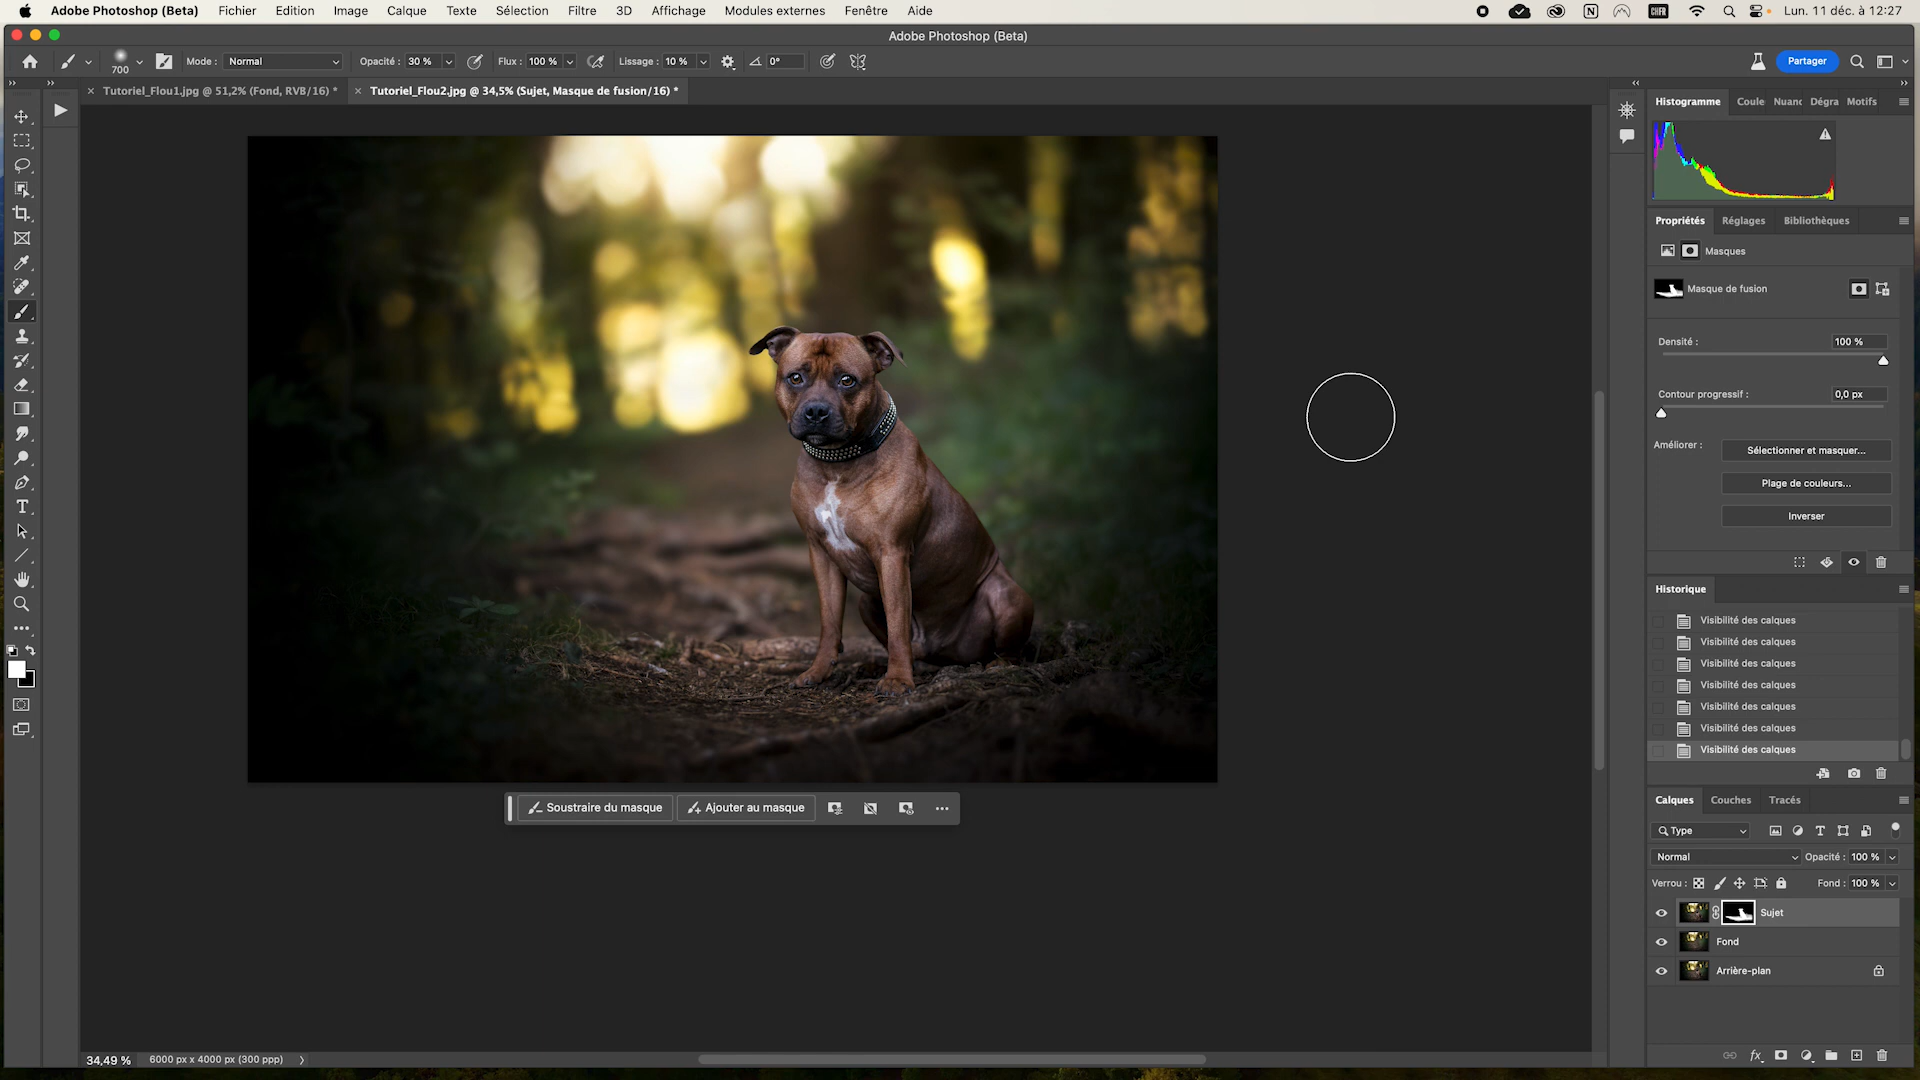 Adobe Photoshop (Beta) Fichier Edition Image Calque Texte Sélection Filtre 3D Affichage Modules externes Fenêtre Aide CHFR Lun. 11 déc. à 12:27
Adobe Photoshop (Beta)
700 Mode : Normal Opacité : 30 % Flux : 100 % Lissage : 10 % 0° Partager
Tutoriel_Flou1.jpg @ 51,2% (Fond, RVB/16) * Tutoriel_Flou2.jpg @ 34,5% (Sujet, Masque de fusion/16) *
Histogramme Coule Nuanc Dégra Motifs
Propriétés Réglages Bibliothèques
Masques
Masque de fusion
Densité : 100 %
Contour progressif : 0,0 px
Améliorer : Sélectionner et masquer...
Plage de couleurs...
Inverser
Historique
Visibilité des calques
Visibilité des calques
Visibilité des calques
Visibilité des calques
Visibilité des calques
Visibilité des calques
Visibilité des calques
Soustraire du masque Ajouter au masque
Calques Couches Tracés
Type
Normal Opacité : 100 %
Verrou : Fond : 100 %
Sujet
Fond
Arrière-plan
fx
34,49 % 6000 px x 4000 px (300 ppp)